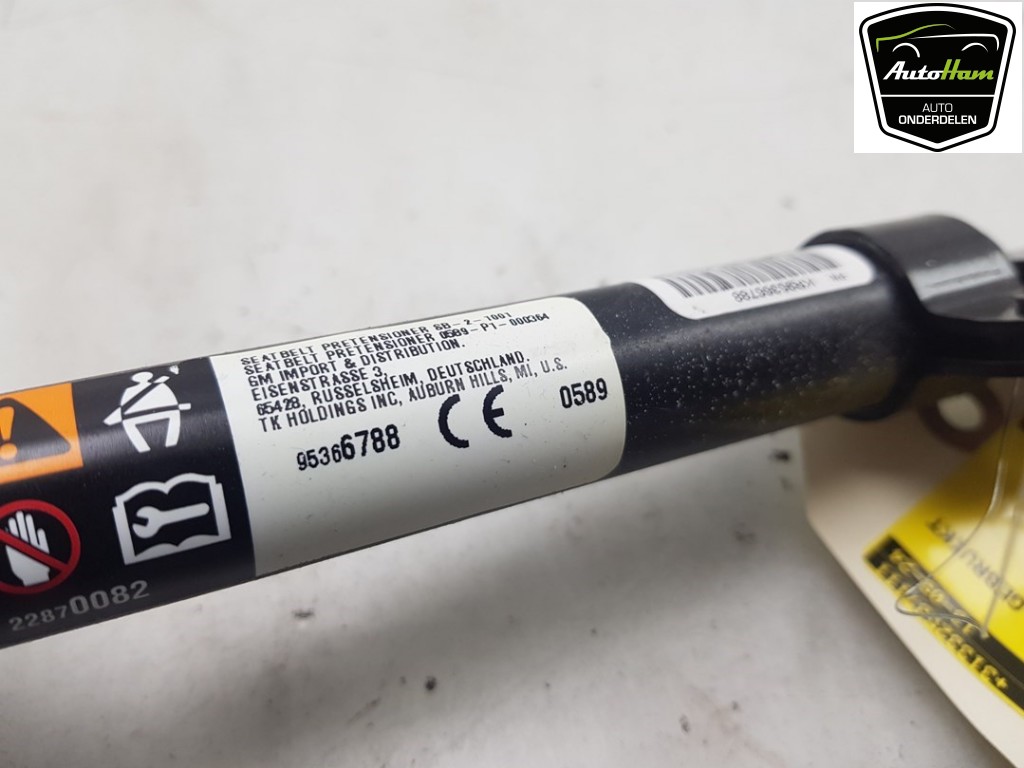 AutoHam
AUTO
ONDERDELEN
SEATBELT PRETENSIONER SB-2-1001
SEATBELT PRETENSIONER 0589-P1-000364
GM IMPORT & DISTRIBUTION.
EISENSTRASSE 3,
65428, RUSSELSHEIM, DEUTSCHLAND.
TK HOLDINGS INC, AUBURN HILLS, MI, U.S.
95366788 CE 0589
22870082